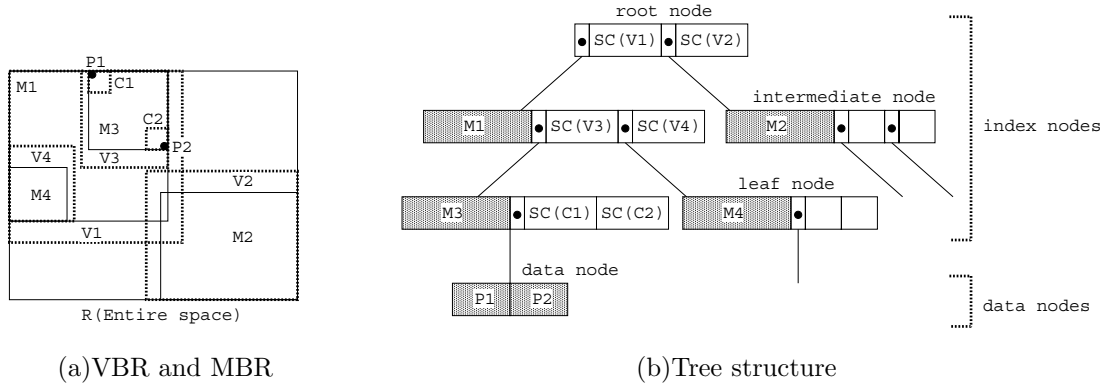 root node
SC(V1) SC(V2)
P1
M1 C1
intermediate node
C2
M3
M1 SC(V3) SC(V4) M2
index nodes
P2
V4 V3
V2
leaf node
M4
M3 SC(C1) SC(C2) M4
V1 M2
data node
P1 P2
data nodes
R(Entire space)
(a)VBR and MBR
(b)Tree structure